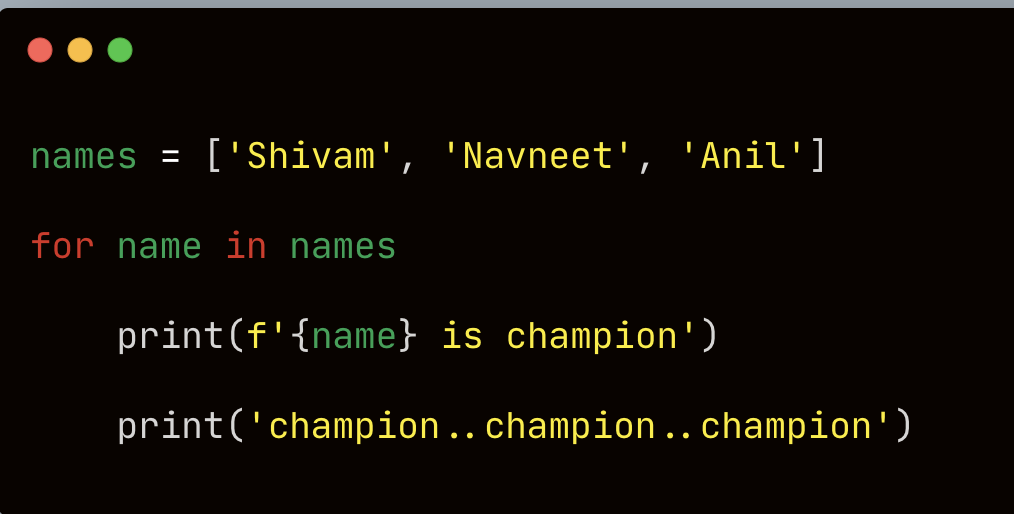 names = ['Shivam', 'Navneet', 'Anil']
for name in names
    print(f'{name} is champion')
    print('champion..champion..champion')